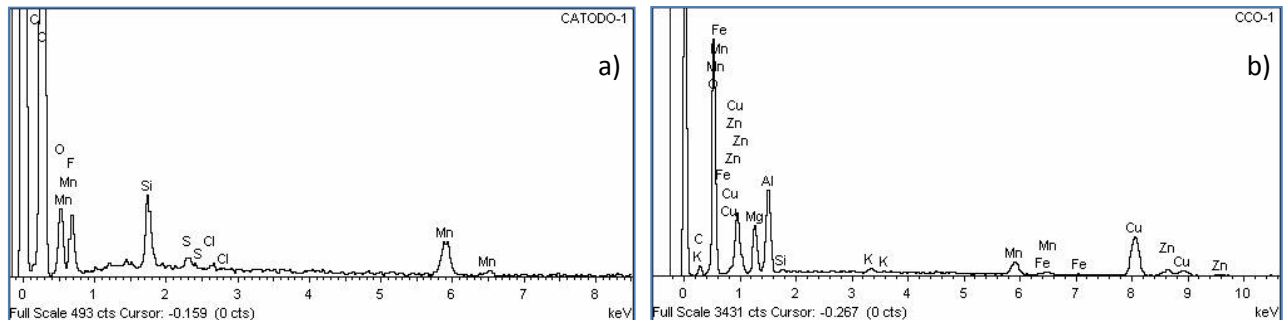 CATODO-1
a)
C
O
O
F
Mn
Mn
Si
S
S
Cl
Cl
Mn
Mn
0 1 2 3 4 5 6 7 8
Full Scale 493 cts Cursor: -0.159 (0 cts) keV
CCO-1
b)
Fe
Mn
Mn
O
Cu
Zn
Zn
Zn
Fe
Cu
Cu
C
K
Mg
Al
Si
K K
Mn
Mn
Fe
Fe
Cu
Zn
Cu
Zn
0 1 2 3 4 5 6 7 8 9 10
Full Scale 3431 cts Cursor: -0.267 (0 cts) keV